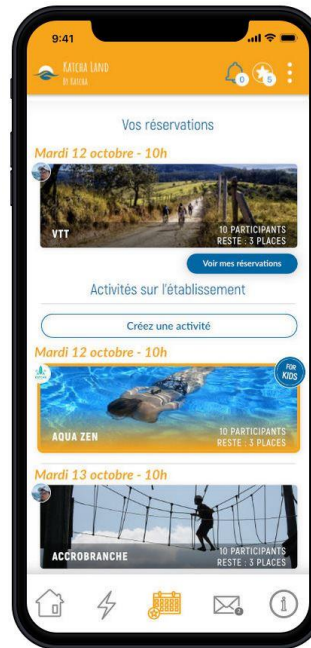 9:41
KATCHA LAND
BY KATCHA
0
5
Vos réservations
Mardi 12 octobre - 10h
VTT
10 PARTICIPANTS
RESTE : 3 PLACES
Voir mes réservations
Activités sur l'établissement
Créez une activité
Mardi 12 octobre - 10h
FOR
KIDS
AQUA ZEN
10 PARTICIPANTS
RESTE : 3 PLACES
Mardi 13 octobre - 10h
ACCROBRANCHE
10 PARTICIPANTS
RESTE : 3 PLACES